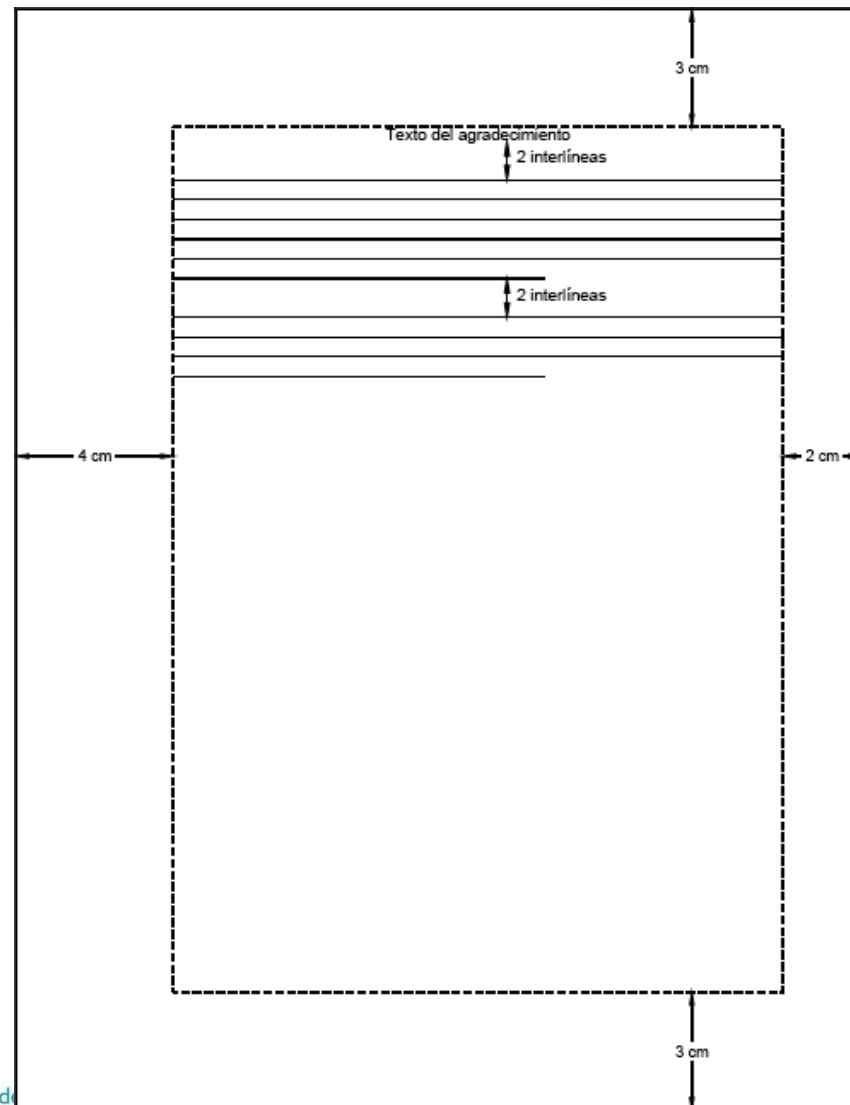 3 cm
Texto del agradecimiento
2 interlíneas
2 interlíneas
4 cm
2 cm
3 cm